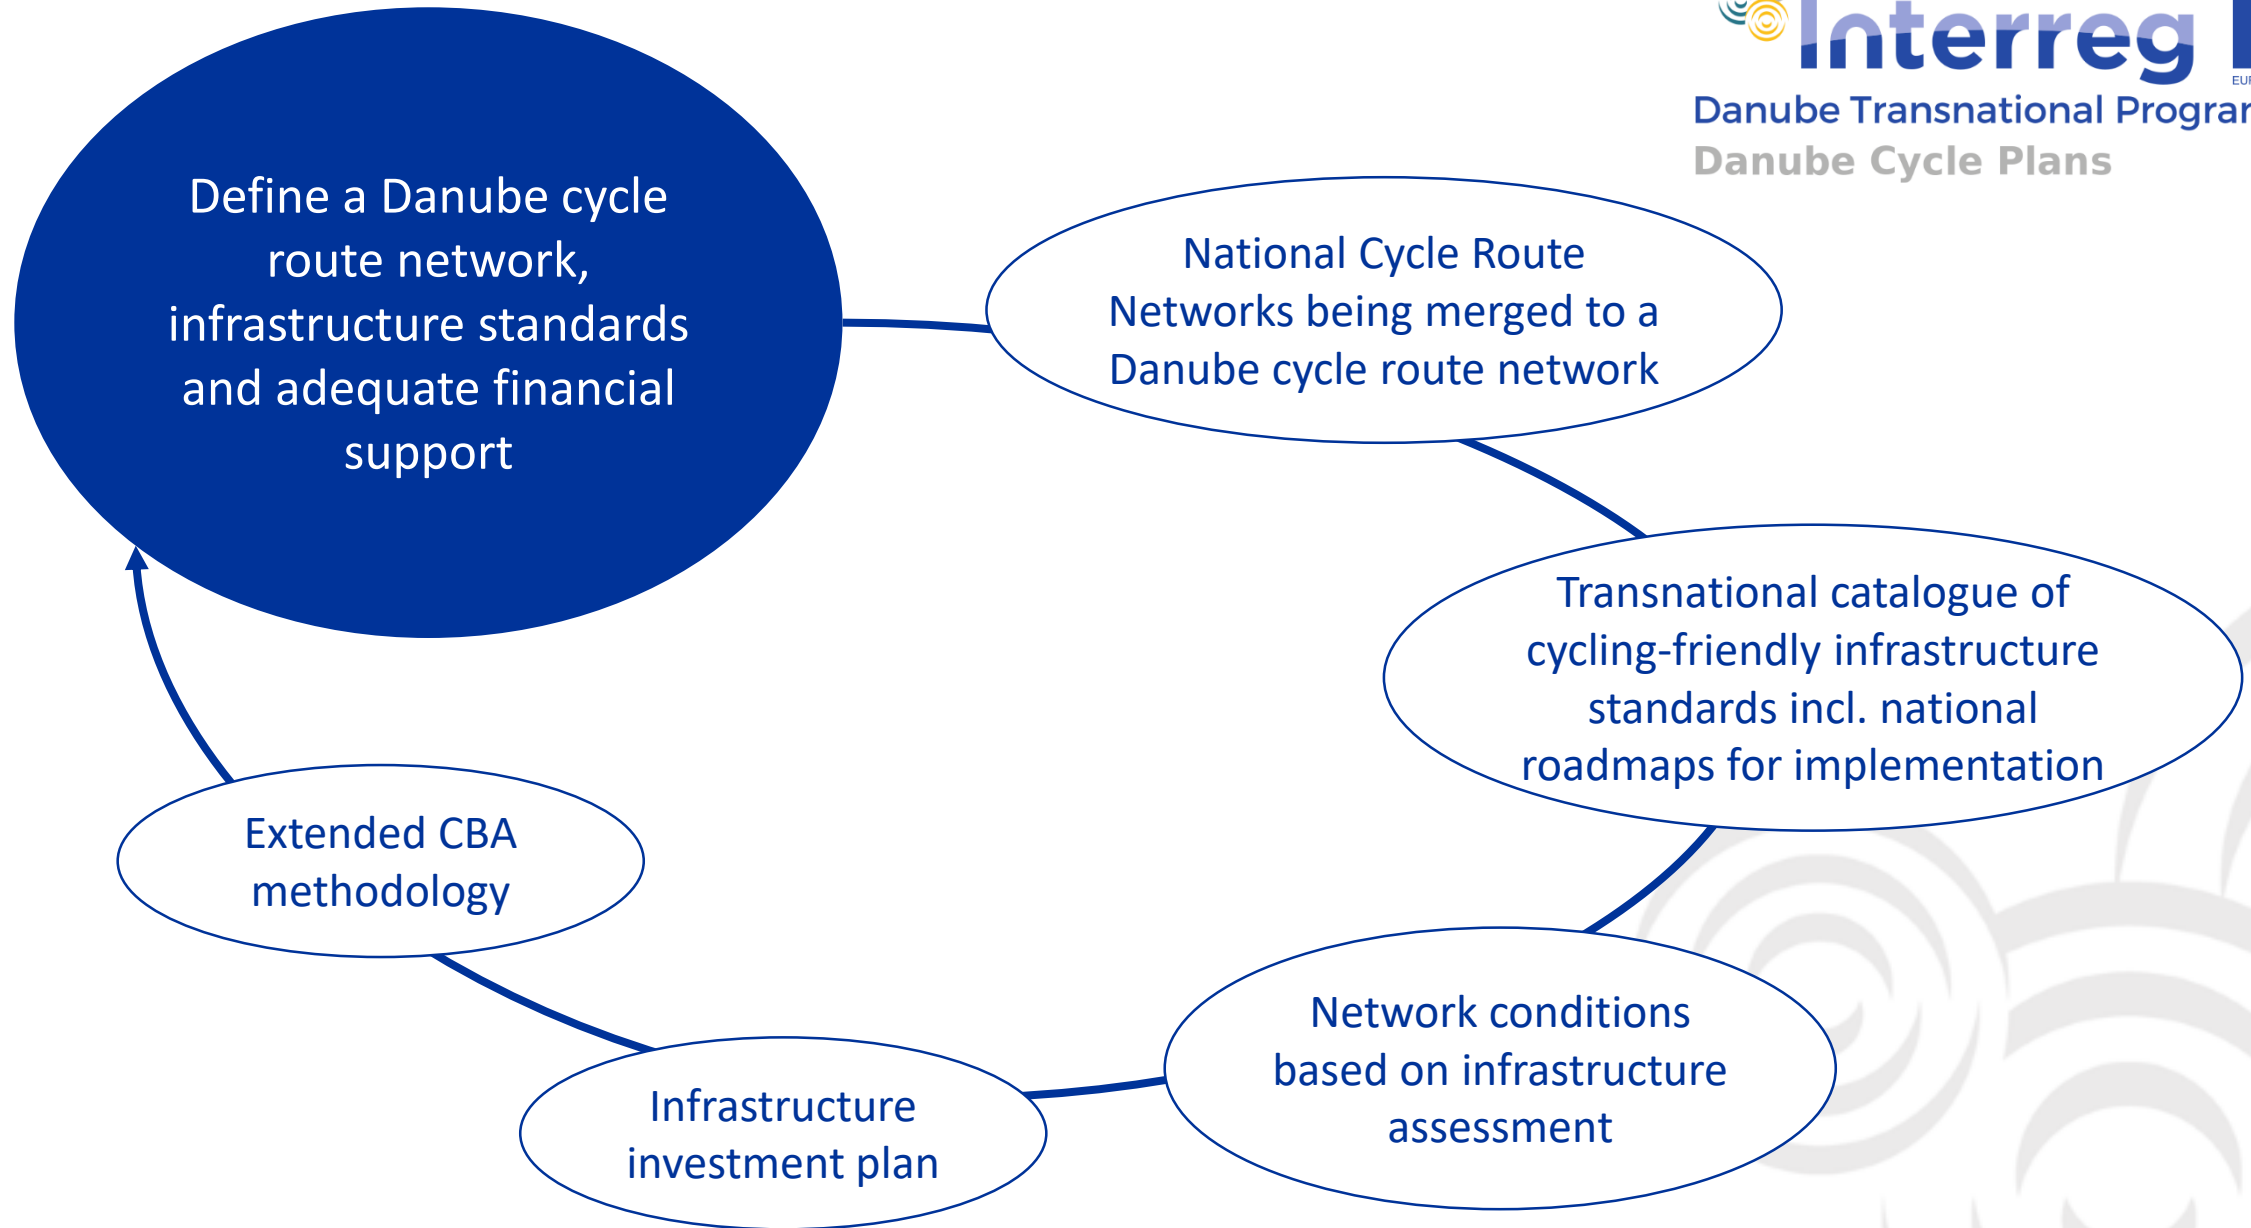 Interreg
Danube Transnational
Danube Cycle Plans
Define a Danube cycle
route network,
infrastructure standards
and adequate financial
support
National Cycle Route
Networks being merged to a
Danube cycle route network
Transnational catalogue of
cycling-friendly infrastructure
standards incl. national
roadmaps for implementation
Network conditions
based on infrastructure
assessment
Infrastructure
investment plan
Extended CBA
methodology